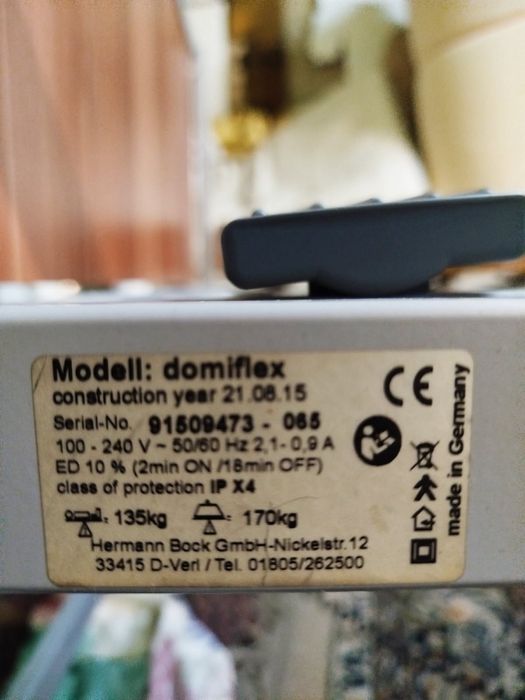 Modell: domiflex
construction year 21.08.15
Serial-No. 91509473 - 065
100 - 240 V ~ 50/60 Hz 2,1- 0,9 A
ED 10 % (2min ON /18min OFF)
class of protection IP X4
: 135kg : 170kg
Hermann Bock GmbH-Nickelstr.12
33415 D-Verl / Tel. 01805/262500
CE
made in Germany